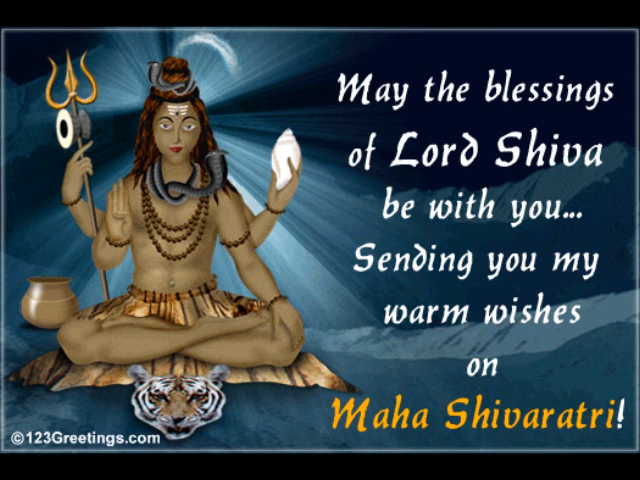 May the blessings
of Lord Shiva
be with you...
Sending you my
warm wishes
on
Maha Shivaratri!
©123Greetings.com